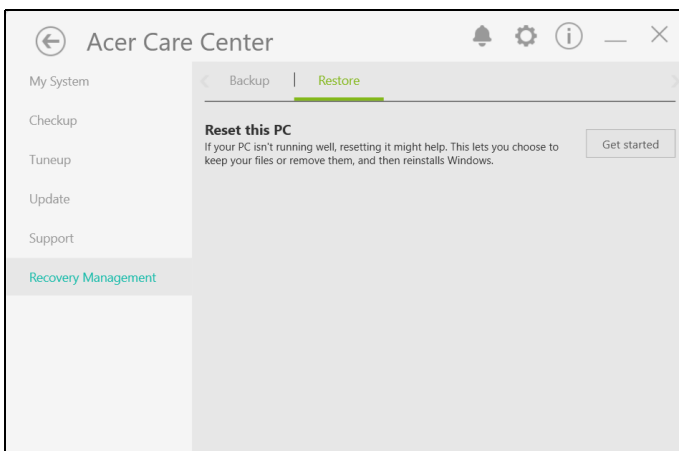 Acer Care Center
My System
Checkup
Tuneup
Update
Support
Recovery Management
Backup | Restore
Reset this PC
If your PC isn't running well, resetting it might help. This lets you choose to
keep your files or remove them, and then reinstalls Windows.
Get started